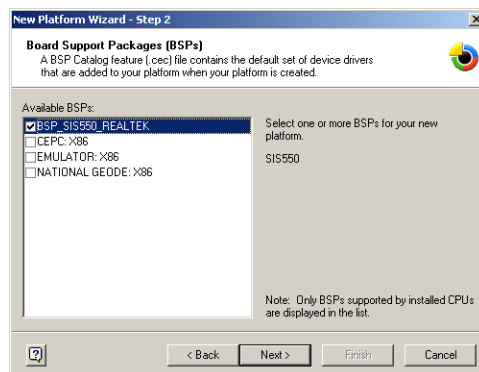 New Platform Wizard - Step 2
Board Support Packages (BSPs)
A BSP Catalog feature (.cec) file contains the default set of device drivers
that are added to your platform when your platform is created.
Available BSPs:
BSP_SIS550_REALTEK
CEPC: X86
EMULATOR: X86
NATIONAL GEODE: X86
Select one or more BSPs for your new
platform.
SIS550
Note: Only BSPs supported by installed CPUs
are displayed in the list.
< Back
Next >
Finish
Cancel